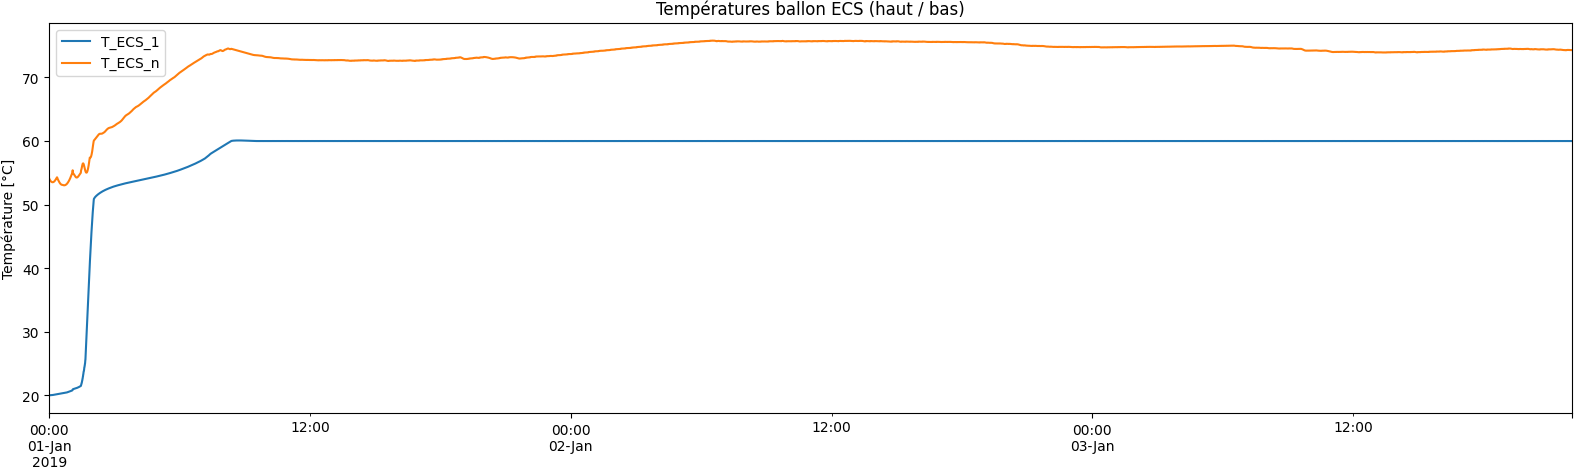 Températures ballon ECS (haut / bas)
T_ECS_1
T_ECS_n
Température [°C]
70
60
50
40
30
20
00:00
01-Jan
2019
12:00
00:00
02-Jan
12:00
00:00
03-Jan
12:00